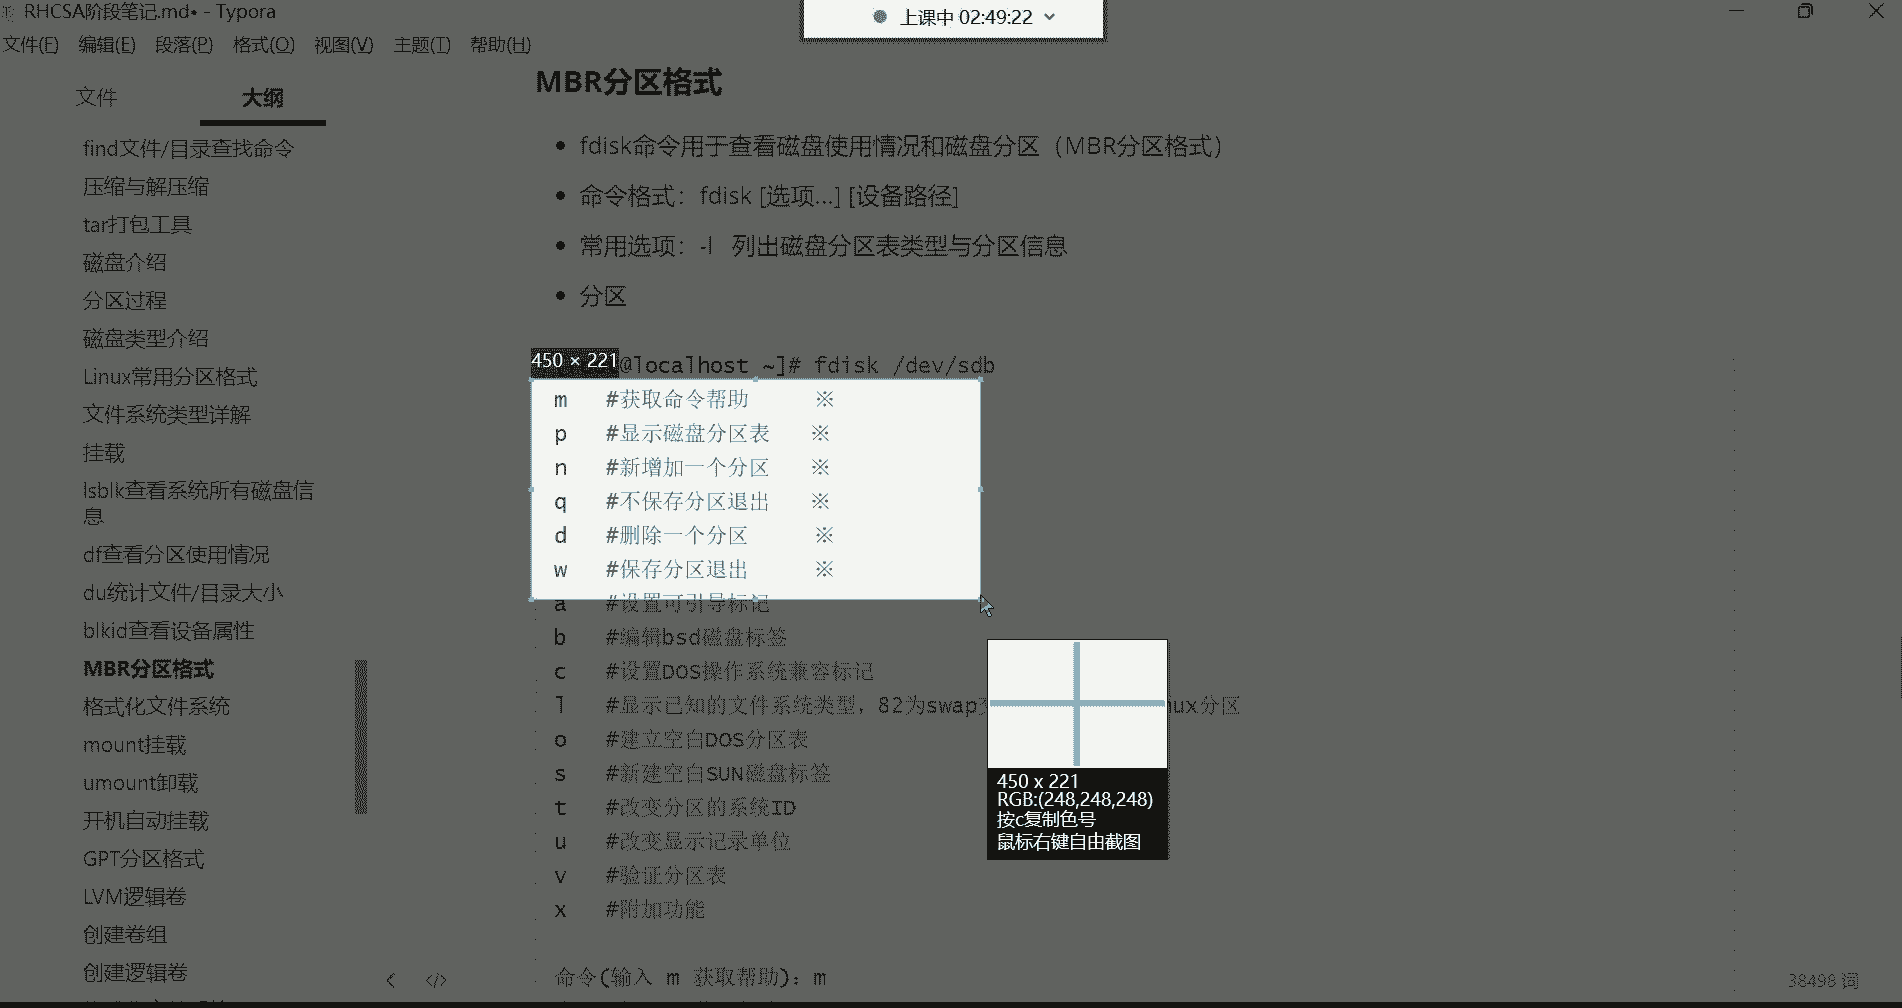 RHCSA阶段笔记.md• - Typora
上课中 02:49:22
文件(F) 编辑(E) 段落(P) 格式(O) 视图(V) 主题(T) 帮助(H)
文件 大纲
find文件/目录查找命令
压缩与解压缩
tar打包工具
磁盘介绍
分区过程
磁盘类型介绍
Linux常用分区格式
文件系统类型详解
挂载
lsblk查看系统所有磁盘信
息
df查看分区使用情况
du统计文件/目录大小
blkid查看设备属性
MBR分区格式
格式化文件系统
mount挂载
umount卸载
开机自动挂载
GPT分区格式
LVM逻辑卷
创建卷组
创建逻辑卷
MBR分区格式
fdisk命令用于查看磁盘使用情况和磁盘分区（MBR分区格式）
命令格式：fdisk [选项...] [设备路径]
常用选项：-l 列出磁盘分区表类型与分区信息
分区
450 × 221
@localhost ~]# fdisk /dev/sdb
m #获取命令帮助 ※
p #显示磁盘分区表 ※
n #新增加一个分区 ※
q #不保存分区退出 ※
d #删除一个分区 ※
w #保存分区退出 ※
a #设置可引导标记
b #编辑bsd磁盘标签
c #设置DOS操作系统兼容标记
l #显示已知的文件系统类型，82为swap nux分区
o #建立空白DOS分区表
s #新建空白SUN磁盘标签
t #改变分区的系统ID
u #改变显示记录单位
v #验证分区表
x #附加功能
命令(输入 m 获取帮助)：m
450 x 221
RGB:(248,248,248)
按c复制色号
鼠标右键自由截图
38498 词